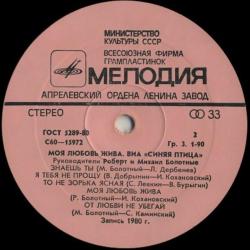 МИНИСТЕРСТВО
КУЛЬТУРЫ СССР
ВСЕСОЮЗНАЯ ФИРМА
ГРАМПЛАСТИНОК
МЕЛОДИЯ
АПРЕЛЕВСКИЙ ОРДЕНА ЛЕНИНА ЗАВОД
СТЕРЕО 33
ГОСТ 5289-80 2
С60—13972 Гр. 3. 1-90
МОЯ ЛЮБОВЬ ЖИВА. ВИА «СИНЯЯ ПТИЦА»
Руководители Роберт и Михаил Болотные
ЗНАЕШЬ ТЫ (М. Болотный—Л. Дербенев)
Я ТЕБЯ НЕ ПРОЩУ (В. Добрынин—И. Кохановский)
ТО НЕ ЗОРЬКА ЯСНАЯ (С. Левкин—В. Бурыгин)
МОЯ ЛЮБОВЬ ЖИВА
(Р. Болотный—И. Кохановский)
ОТ ЛЮБВИ НЕ УБЕГАЙ
(М. Болотный—С. Каминский)
Запись 1980 г.